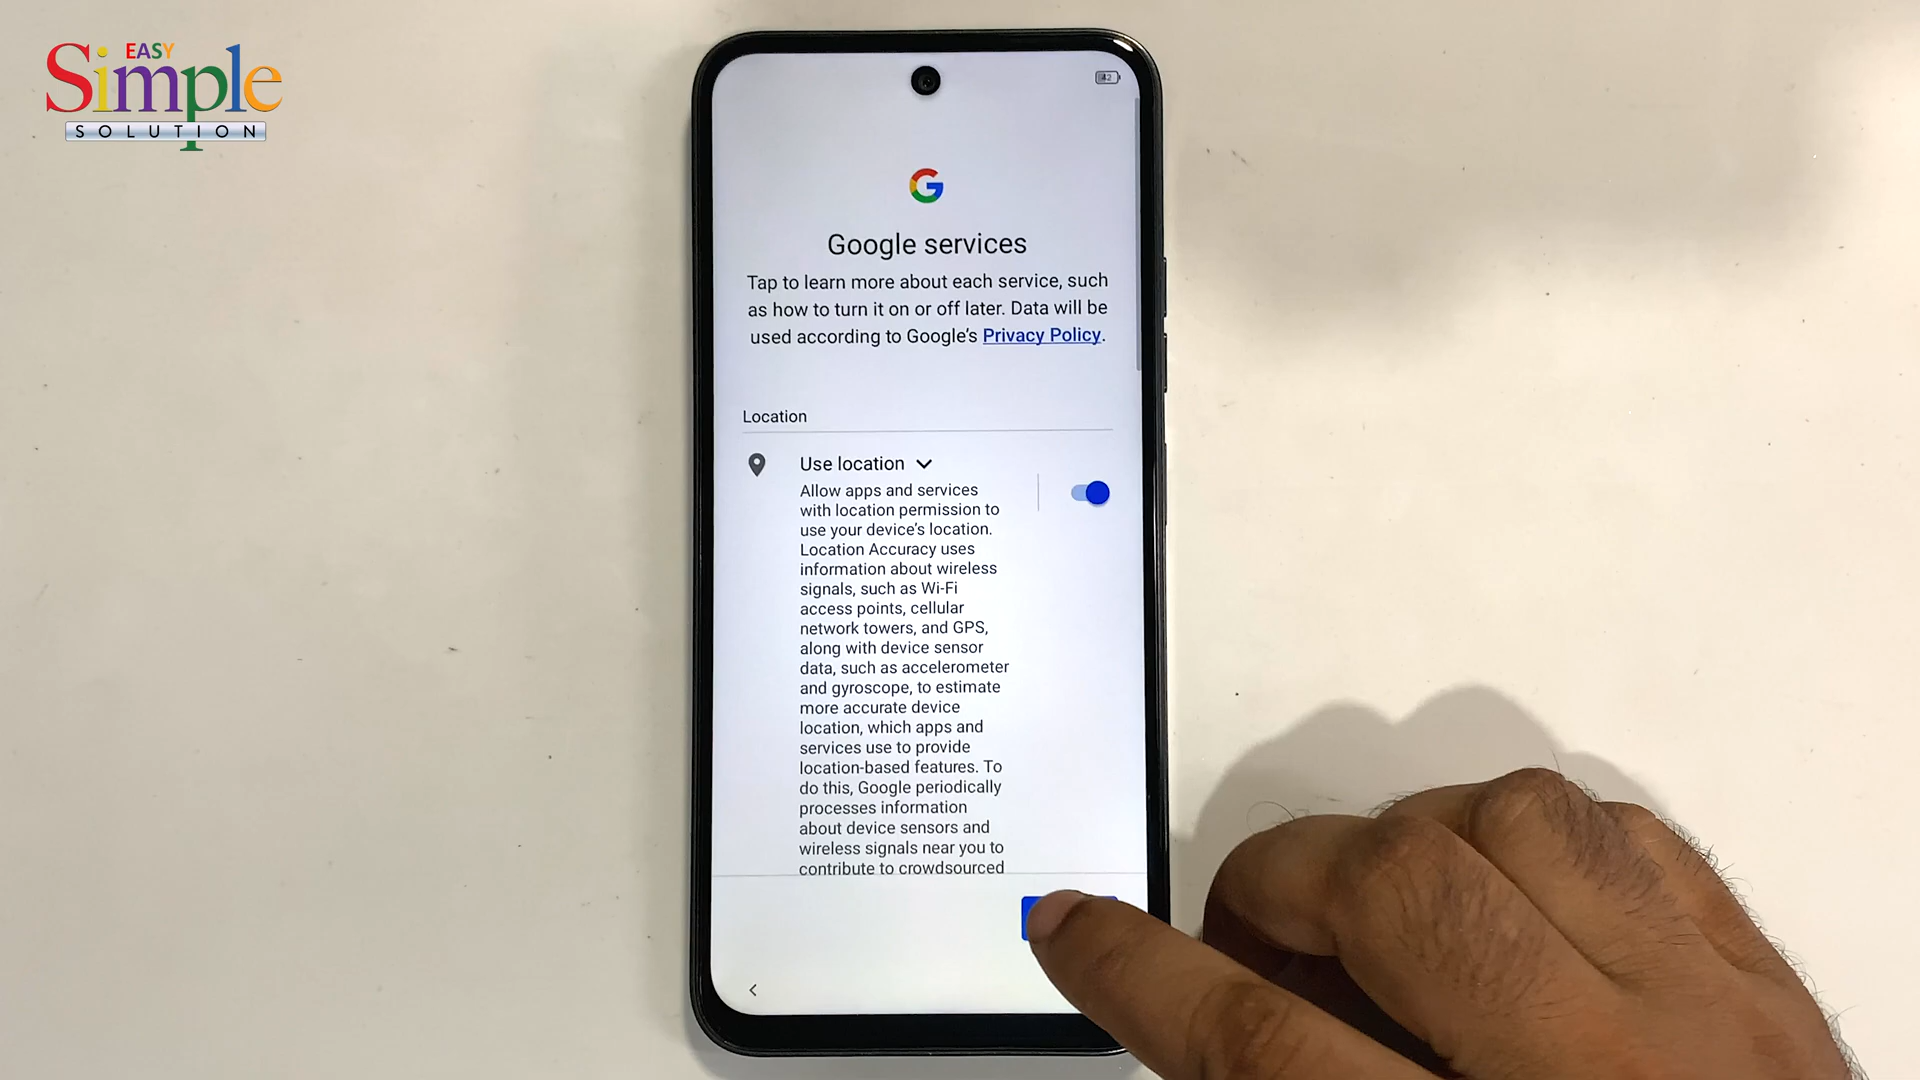 EASY
Simple
SOLUTION
42
Google services
Tap to learn more about each service, such
as how to turn it on or off later. Data will be
used according to Google's Privacy Policy.
Location
Use location
Allow apps and services
with location permission to
use your device's location.
Location Accuracy uses
information about wireless
signals, such as Wi-Fi
access points, cellular
network towers, and GPS,
along with device sensor
data, such as accelerometer
and gyroscope, to estimate
more accurate device
location, which apps and
services use to provide
location-based features. To
do this, Google periodically
processes information
about device sensors and
wireless signals near you to
contribute to crowdsourced